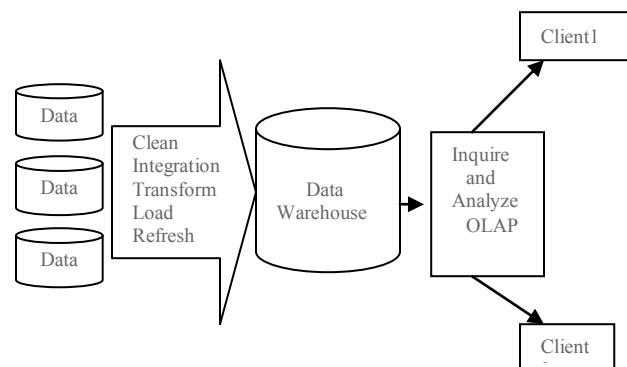 Data
Data
Data
Clean
Integration
Transform
Load
Refresh
Data
Warehouse
Inquire
and
Analyze
OLAP
Client1
Client